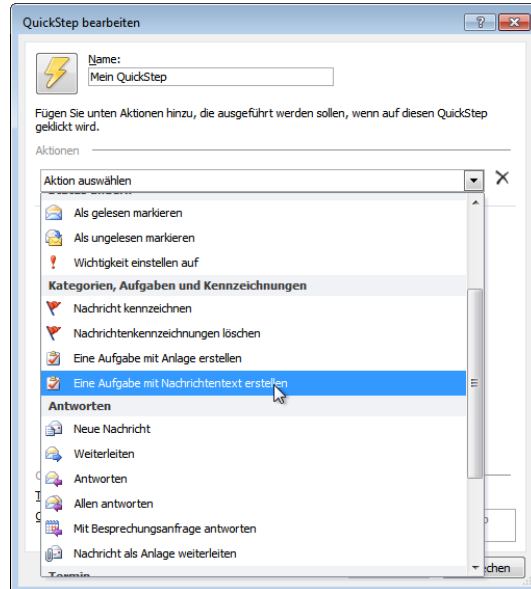 QuickStep bearbeiten
Name:
Mein QuickStep
Fügen Sie unten Aktionen hinzu, die ausgeführt werden sollen, wenn auf diesen QuickStep
geklickt wird.
Aktionen
Aktion auswählen
Als gelesen markieren
Als ungelesen markieren
Wichtigkeit einstellen auf
Kategorien, Aufgaben und Kennzeichnungen
Nachricht kennzeichnen
Nachrichtenkennzeichnungen löschen
Eine Aufgabe mit Anlage erstellen
Eine Aufgabe mit Nachrichtentext erstellen
Antworten
Neue Nachricht
Weiterleiten
Antworten
Allen antworten
Mit Besprechungsanfrage antworten
Nachricht als Anlage weiterleiten
Termin